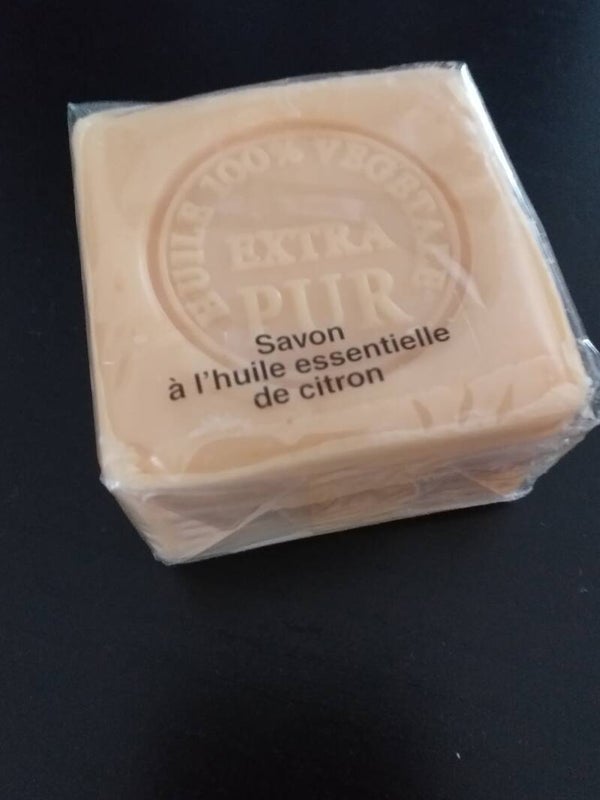 HUILE 100% VEGETALE
EXTRA
PUR
Savon
à l'huile essentielle
de citron